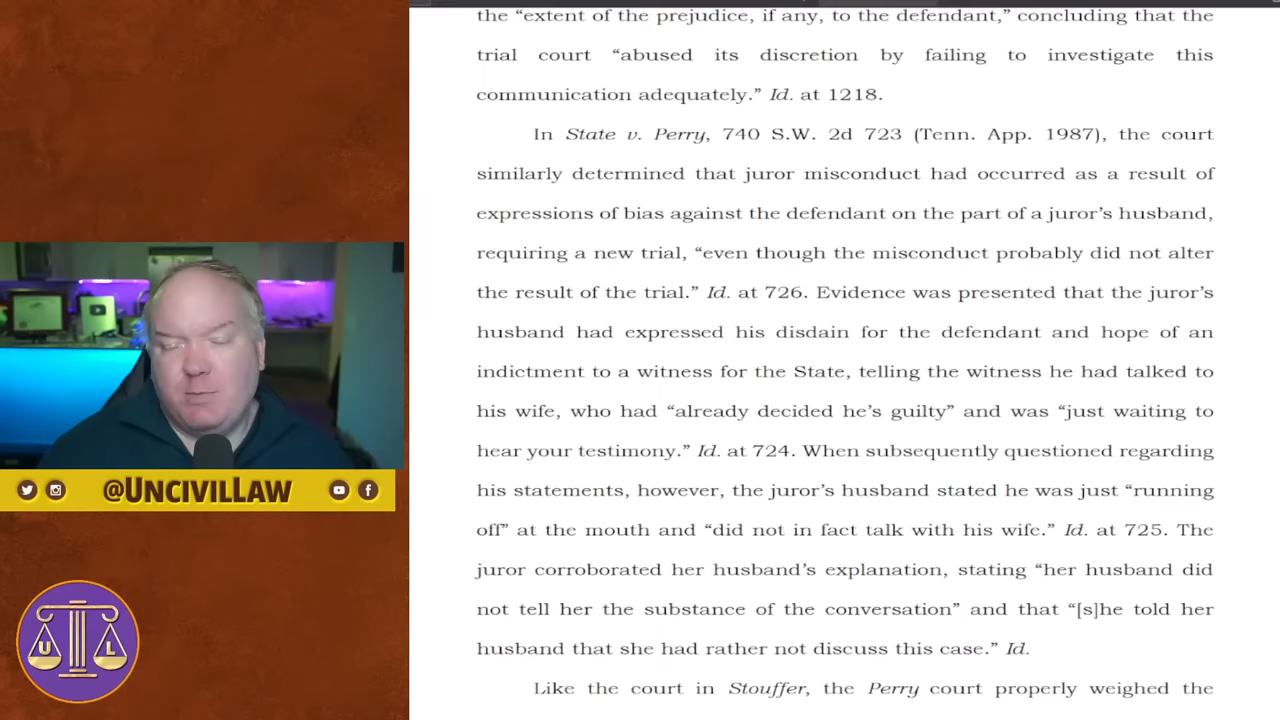 the “extent of the prejudice, if any, to the defendant,” concluding that the
trial court “abused its discretion by failing to investigate this
communication adequately.” Id. at 1218.
In State v. Perry, 740 S.W. 2d 723 (Tenn. App. 1987), the court
similarly determined that juror misconduct had occurred as a result of
expressions of bias against the defendant on the part of a juror’s husband,
requiring a new trial, “even though the misconduct probably did not alter
the result of the trial.” Id. at 726. Evidence was presented that the juror’s
husband had expressed his disdain for the defendant and hope of an
indictment to a witness for the State, telling the witness he had talked to
his wife, who had “already decided he’s guilty” and was “just waiting to
hear your testimony.” Id. at 724. When subsequently questioned regarding
his statements, however, the juror’s husband stated he was just “running
off” at the mouth and “did not in fact talk with his wife.” Id. at 725. The
juror corroborated her husband’s explanation, stating “her husband did
not tell her the substance of the conversation” and that “[s]he told her
husband that she had rather not discuss this case.” Id.
Like the court in Stouffer, the Perry court properly weighed the
@UNCIVILLAW
U L